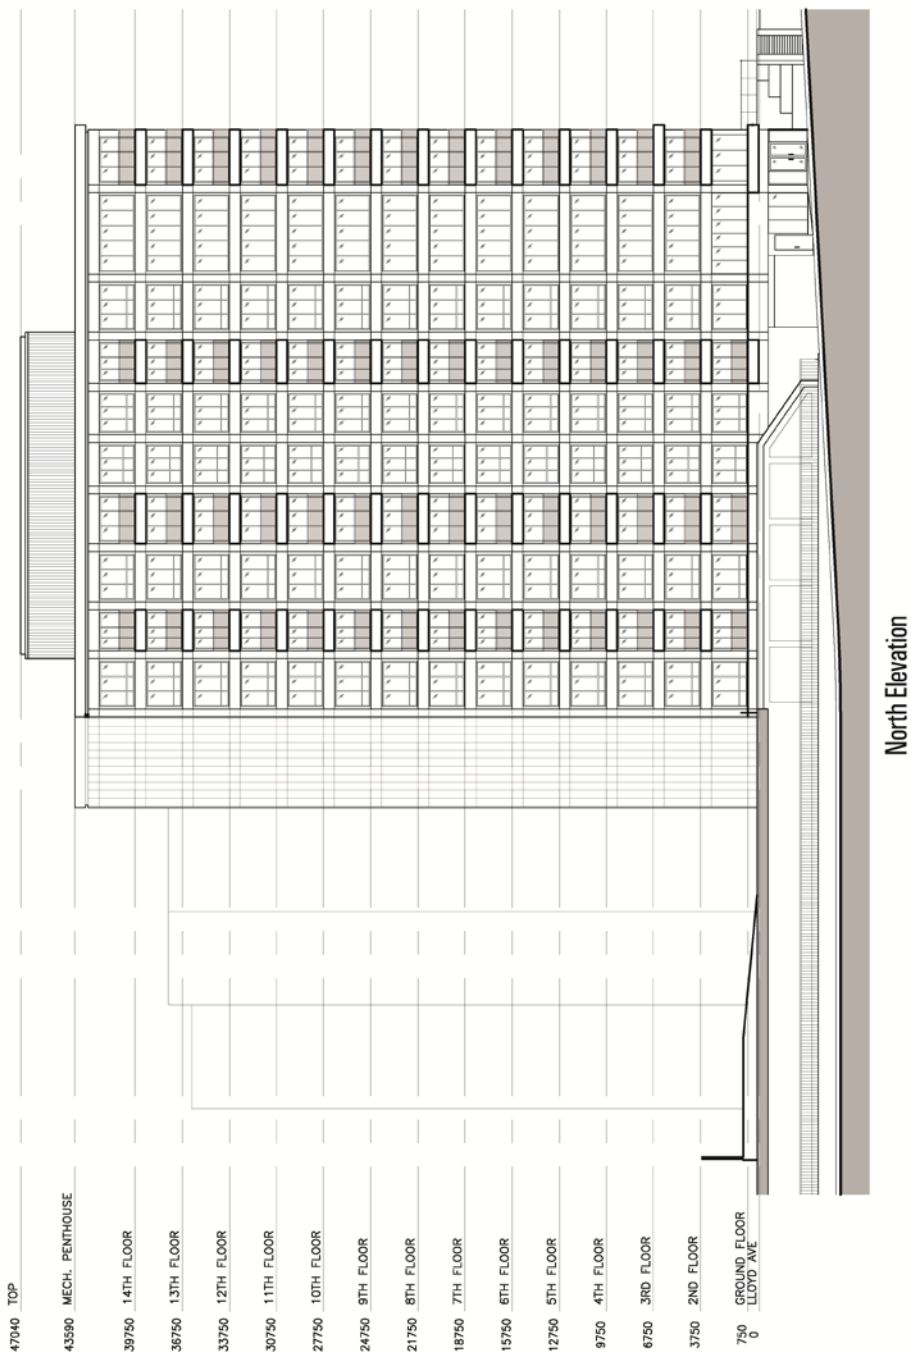 47040 TOP
43590 MECH. PENTHOUSE
39750 14TH FLOOR
36750 13TH FLOOR
33750 12TH FLOOR
30750 11TH FLOOR
27750 10TH FLOOR
24750 9TH FLOOR
21750 8TH FLOOR
18750 7TH FLOOR
15750 6TH FLOOR
12750 5TH FLOOR
9750 4TH FLOOR
6750 3RD FLOOR
3750 2ND FLOOR
750 GROUND FLOOR
0 LLOYD AVE
North Elevation